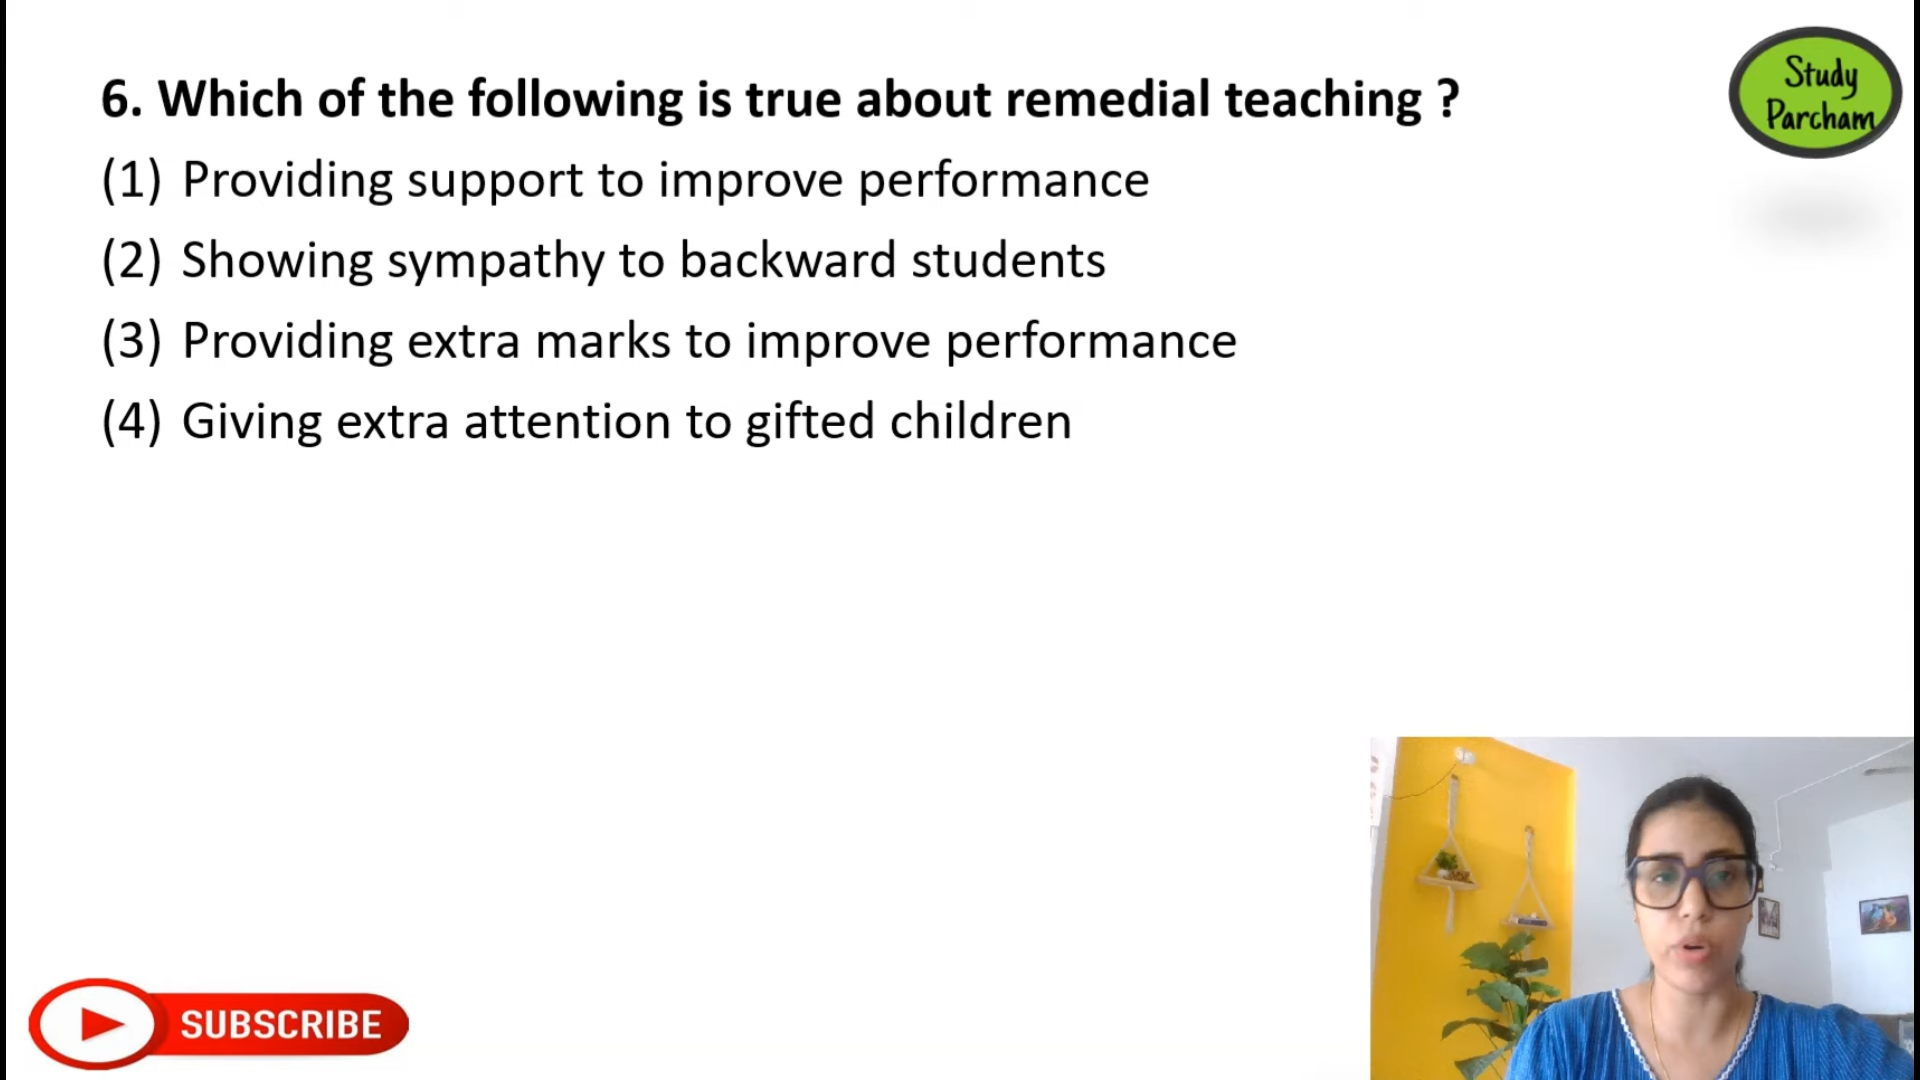 6. Which of the following is true about remedial teaching ?
(1) Providing support to improve performance
(2) Showing sympathy to backward students
(3) Providing extra marks to improve performance
(4) Giving extra attention to gifted children
Study
Parcham
SUBSCRIBE